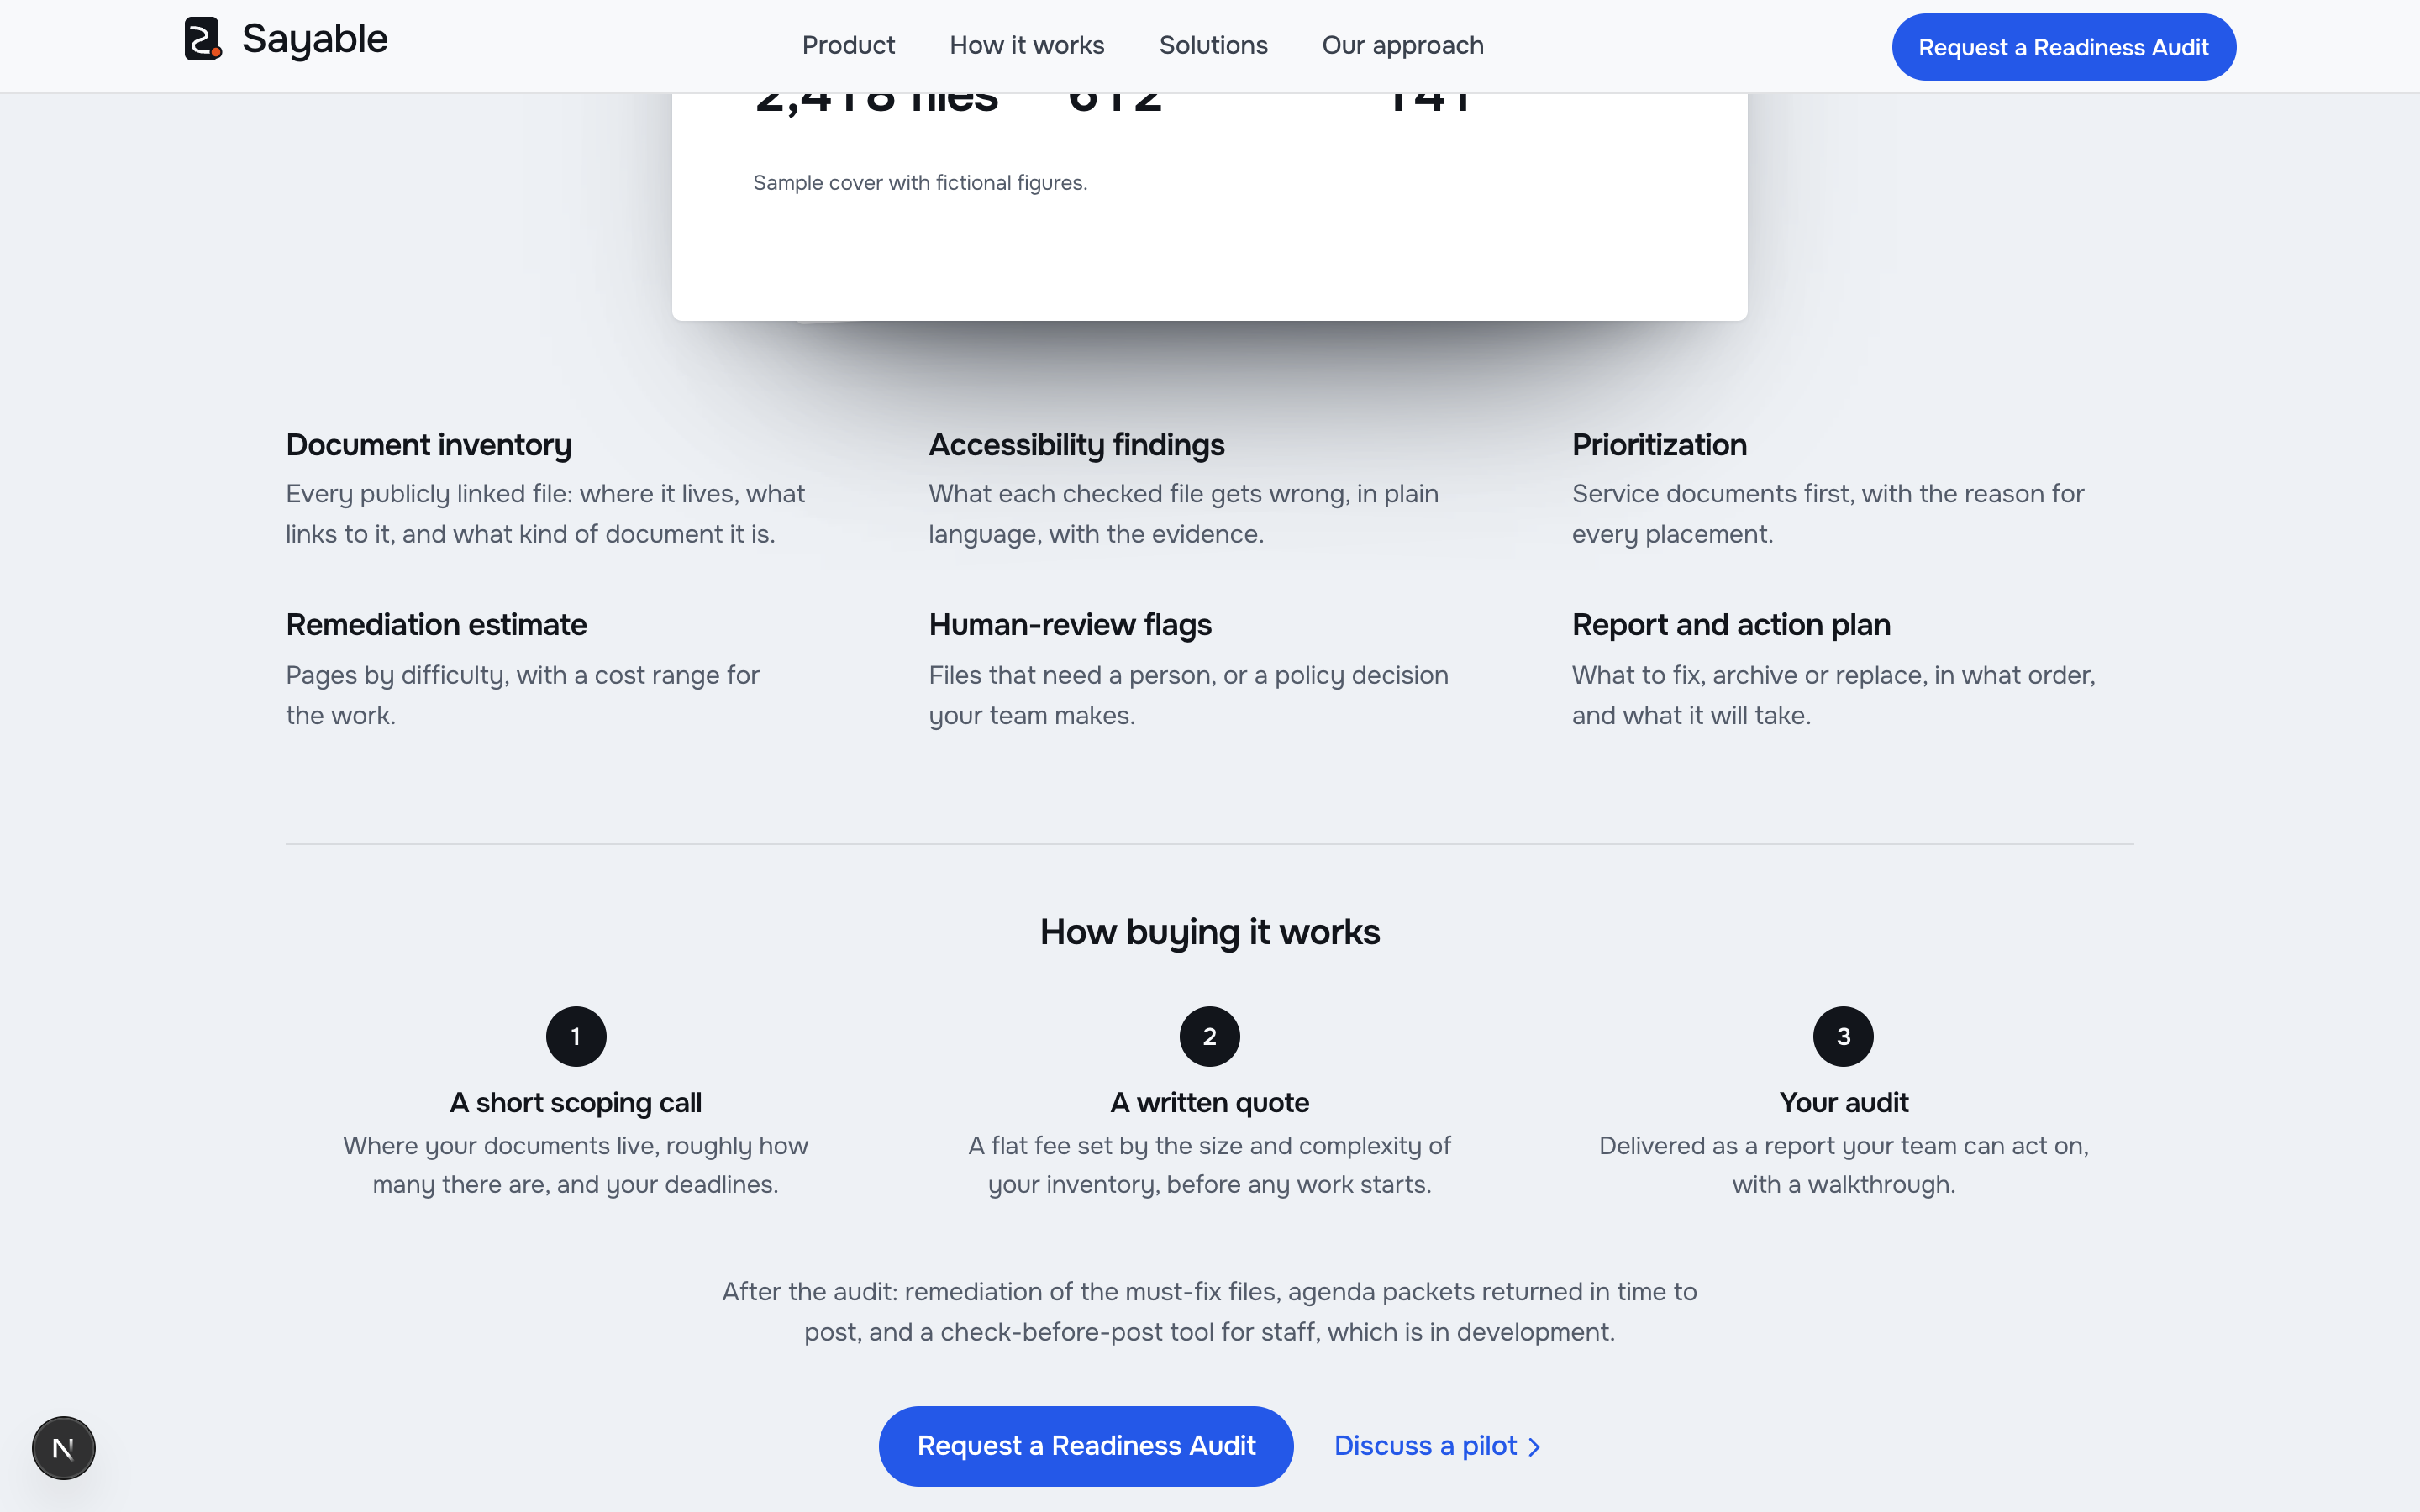 Sayable
Product
How it works
Solutions
Our approach
Request a Readiness Audit
2,418 files
612
141
Sample cover with fictional figures.
Document inventory
Every publicly linked file: where it lives, what
links to it, and what kind of document it is.
Accessibility findings
What each checked file gets wrong, in plain
language, with the evidence.
Prioritization
Service documents first, with the reason for
every placement.
Remediation estimate
Pages by difficulty, with a cost range for
the work.
Human-review flags
Files that need a person, or a policy decision
your team makes.
Report and action plan
What to fix, archive or replace, in what order,
and what it will take.
How buying it works
1
A short scoping call
Where your documents live, roughly how
many there are, and your deadlines.
2
A written quote
A flat fee set by the size and complexity of
your inventory, before any work starts.
3
Your audit
Delivered as a report your team can act on,
with a walkthrough.
After the audit: remediation of the must-fix files, agenda packets returned in time to
post, and a check-before-post tool for staff, which is in development.
Request a Readiness Audit
Discuss a pilot
N